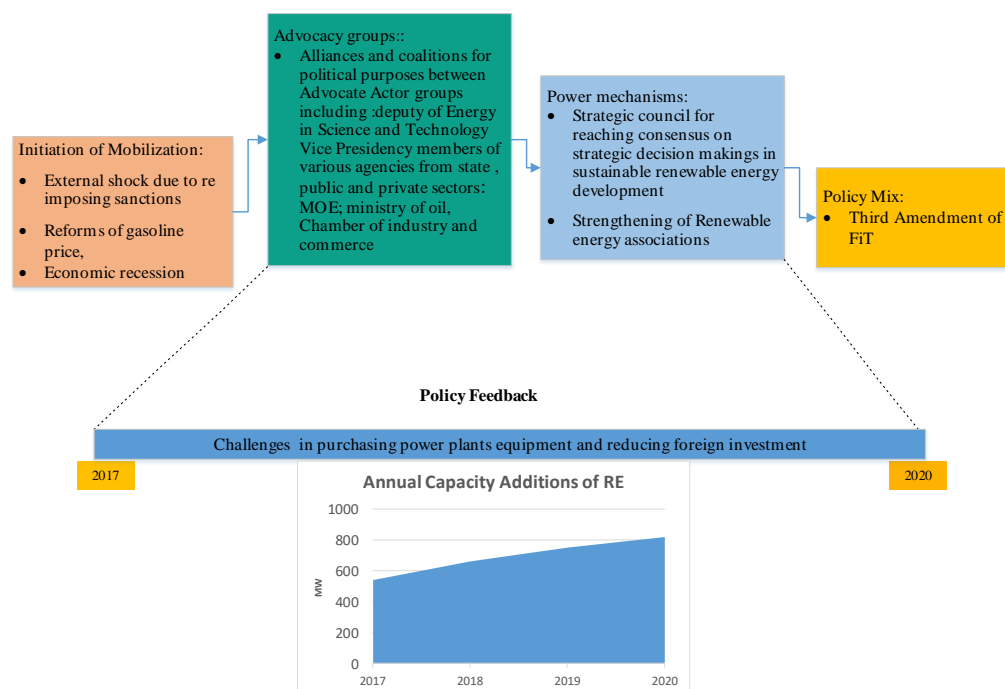 Initiation of Mobilization:
• External shock due to re
imposing sanctions
• Reforms of gasoline
price,
• Economic recession
Advocacy groups::
• Alliances and coalitions for
political purposes between
Advocate Actor groups
including :deputy of Energy
in Science and Technology
Vice Presidency members of
various agencies from state ,
public and private sectors:
MOE; ministry of oil,
Chamber of industry and
commerce
Power mechanisms:
• Strategic council for
reaching consensus on
strategic decision makings in
sustainable renewable energy
development
• Strengthening of Renewable
energy associations
Policy Mix:
• Third Amendment of
FiT
Policy Feedback
Challenges in purchasing power plants equipment and reducing foreign investment
2017
2020
Annual Capacity Additions of RE
MW
1000
800
600
400
200
0
2017 2018 2019 2020